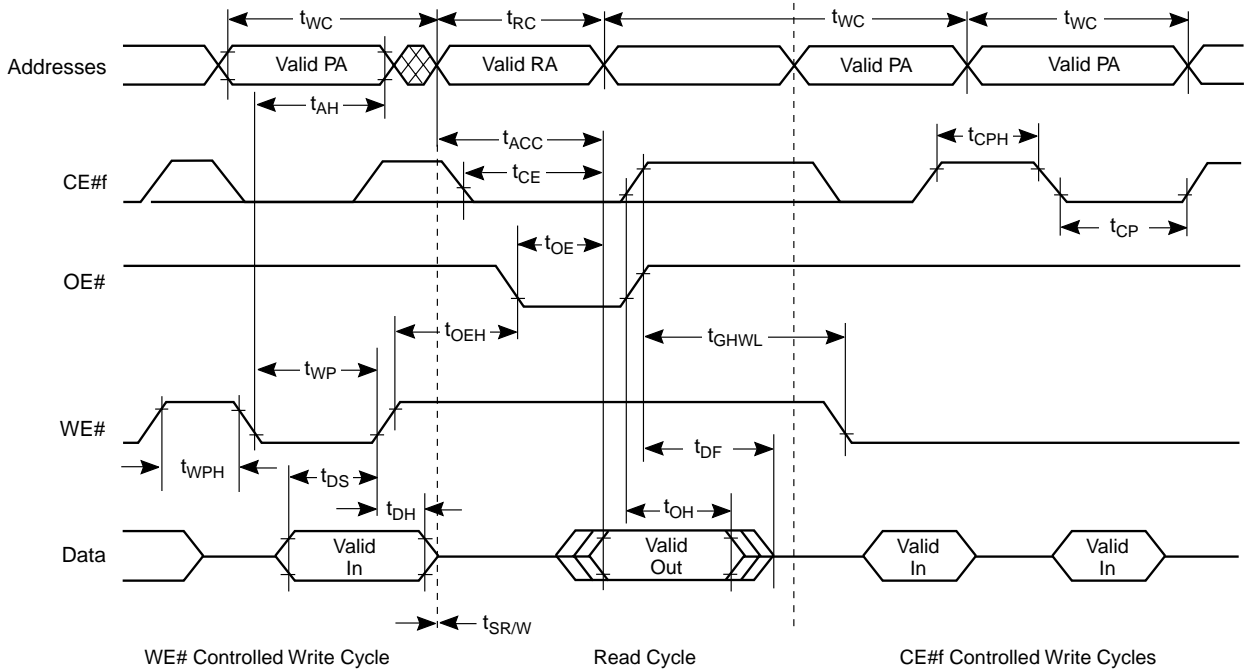 tWC tRC tWC tWC
Addresses Valid PA Valid RA Valid PA Valid PA
tAH
tACC tCPH
CE#f tCE
tCP
tOE
OE#
tOEH tGHWL
tWP
WE#
tDF
tWPH tDS
tDH tOH
Data Valid In Valid Out Valid In Valid In
tSR/W
WE# Controlled Write Cycle Read Cycle CE#f Controlled Write Cycles